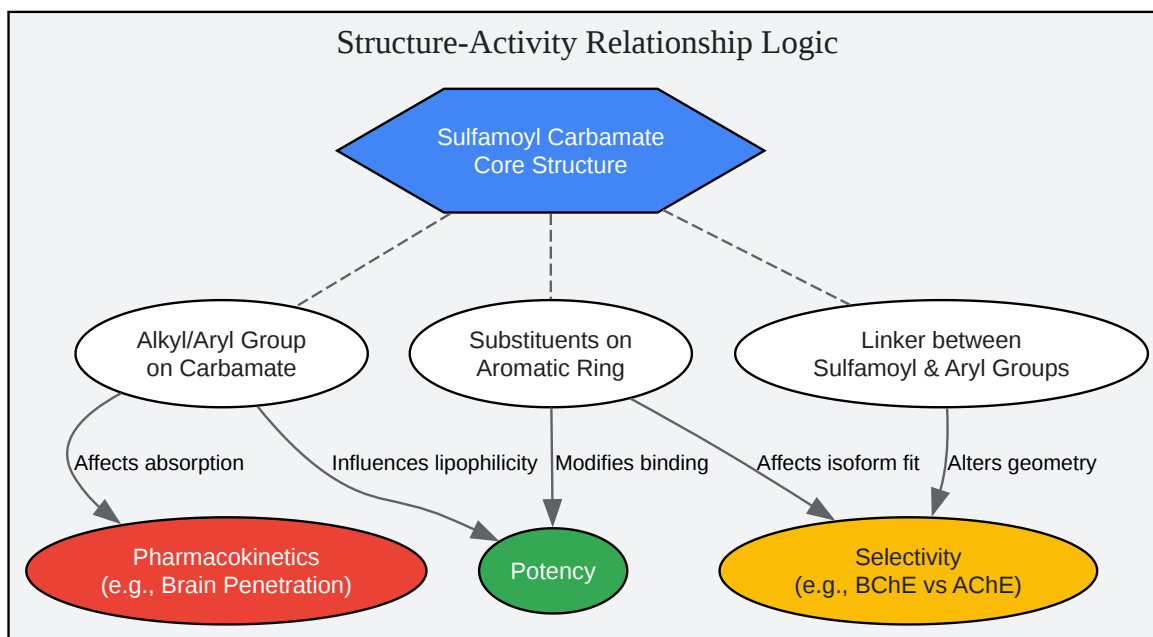 Structure-Activity Relationship Logic
Sulfamoyl Carbamate
Core Structure
Alkyl/Aryl Group
on Carbamate
Substituents on
Aromatic Ring
Linker between
Sulfamoyl & Aryl Groups
Affects absorption
Influences lipophilicity
Modifies binding
Affects isoform fit
Alters geometry
Pharmacokinetics
(e.g., Brain Penetration)
Potency
Selectivity
(e.g., BChE vs AChE)